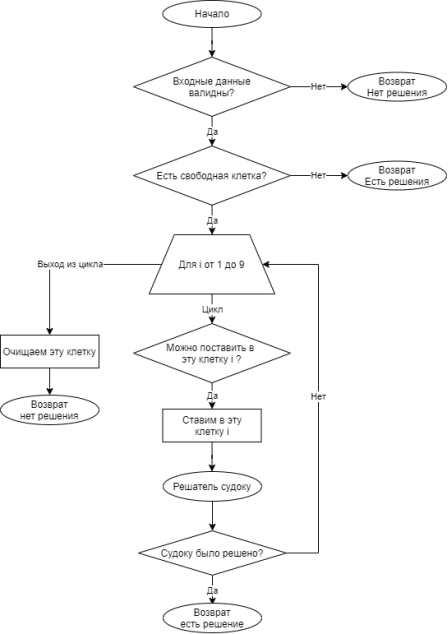 Начало
Входные данные
валидны?
Нет
Возврат
Нет решения
Да
Есть свободная клетка?
Нет
Возврат
Есть решения
Да
Выход из цикла
Для i от 1 до 9
Цикл
Очищаем эту клетку
Можно поставить в
эту клетку i ?
Возврат
нет решения
Да
Нет
Ставим в эту
клетку i
Решатель судоку
Судоку было решено?
Да
Возврат
есть решение